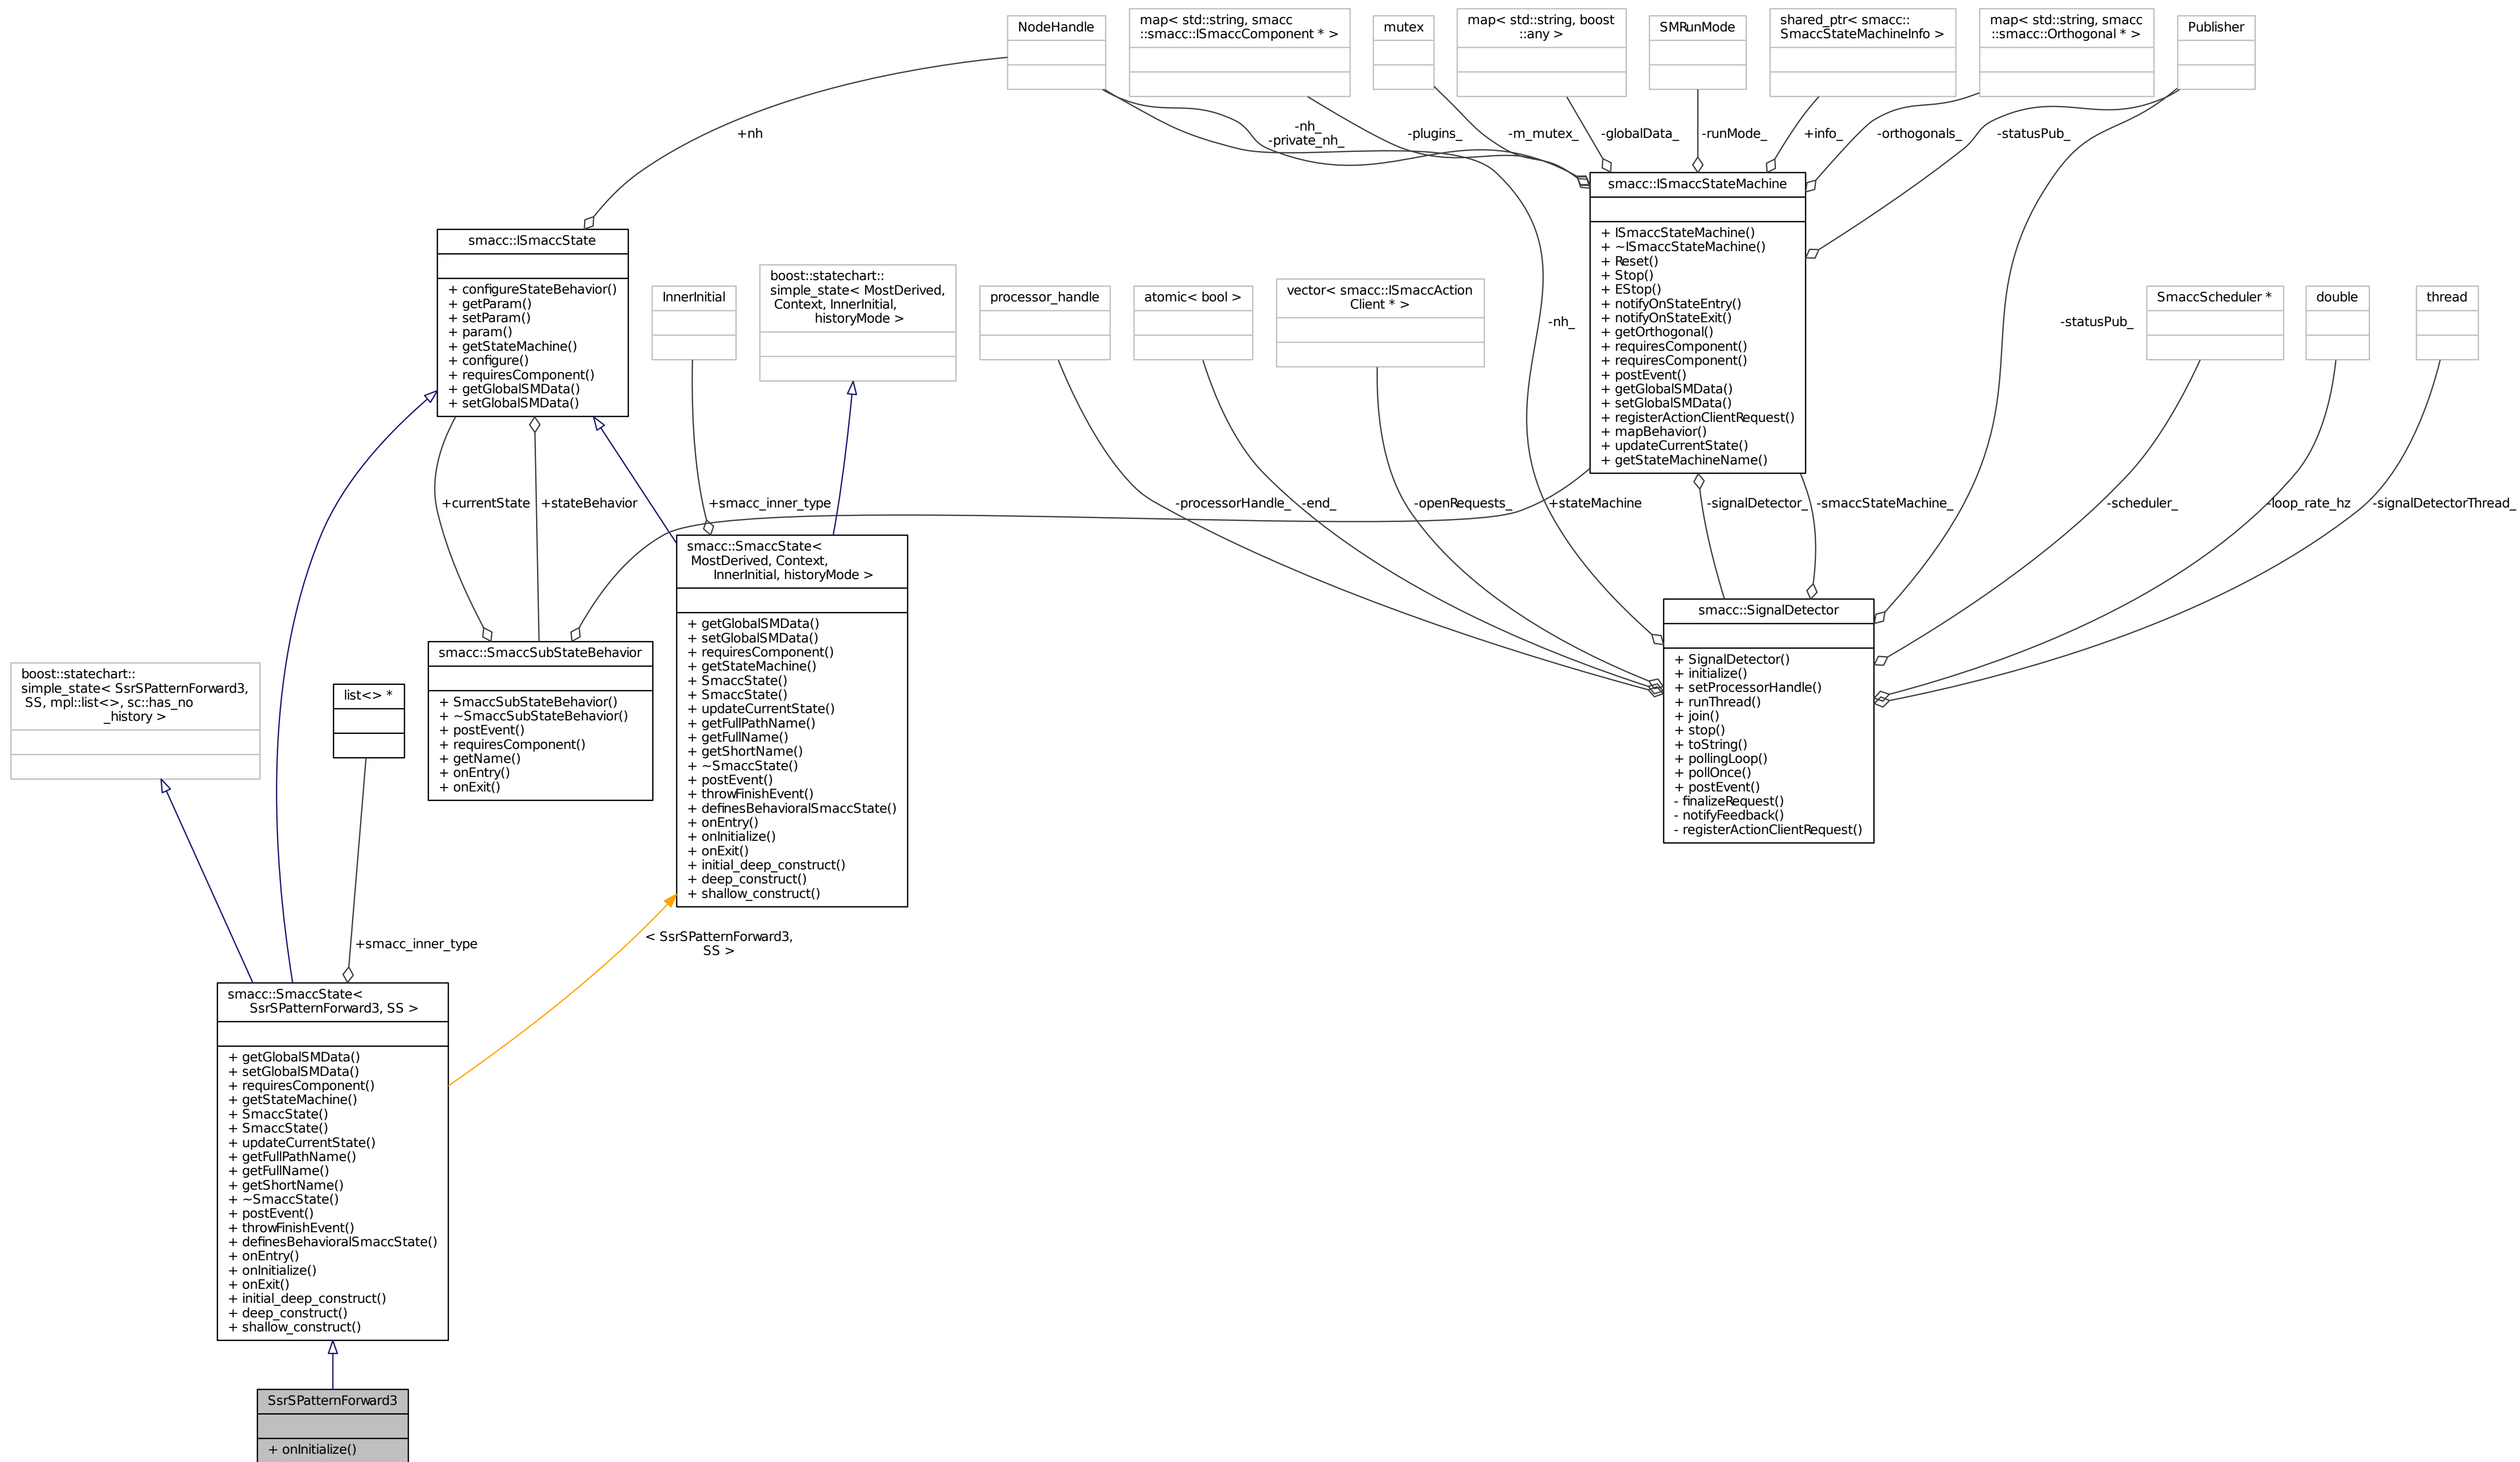 NodeHandle
map< std::string, smacc
::smacc::ISmaccComponent * >
mutex
map< std::string, boost
::any >
SMRunMode
shared_ptr< smacc::
SmaccStateMachineInfo >
map< std::string, smacc
::smacc::Orthogonal * >
Publisher
+nh
-nh_
-private_nh_
-plugins_
-m_mutex_
-globalData_
-runMode_
+info_
-orthogonals_
-statusPub_
smacc::ISmaccStateMachine
+ ISmaccStateMachine()
+ ~ISmaccStateMachine()
+ Reset()
+ Stop()
+ EStop()
+ notifyOnStateEntry()
+ notifyOnStateExit()
+ getOrthogonal()
+ requiresComponent()
+ requiresComponent()
+ postEvent()
+ getGlobalSMData()
+ setGlobalSMData()
+ registerActionClientRequest()
+ mapBehavior()
+ updateCurrentState()
+ getStateMachineName()
smacc::ISmaccState
+ configureStateBehavior()
+ getParam()
+ setParam()
+ param()
+ getStateMachine()
+ configure()
+ requiresComponent()
+ getGlobalSMData()
+ setGlobalSMData()
InnerInitial
boost::statechart::
simple_state< MostDerived,
Context, InnerInitial,
historyMode >
processor_handle
atomic< bool >
vector< smacc::ISmaccAction
Client * >
-nh_
-statusPub_
SmaccScheduler *
double
thread
+currentState
+stateBehavior
+smacc_inner_type
-processorHandle_
-end_
-openRequests_
+stateMachine
-signalDetector_
-smaccStateMachine_
-scheduler_
-loop_rate_hz
-signalDetectorThread_
smacc::SmaccState<
MostDerived, Context,
InnerInitial, historyMode >
+ getGlobalSMData()
+ setGlobalSMData()
+ requiresComponent()
+ getStateMachine()
+ SmaccState()
+ SmaccState()
+ updateCurrentState()
+ getFullPathName()
+ getFullName()
+ getShortName()
+ ~SmaccState()
+ postEvent()
+ throwFinishEvent()
+ definesBehavioralSmaccState()
+ onEntry()
+ onInitialize()
+ onExit()
+ initial_deep_construct()
+ deep_construct()
+ shallow_construct()
smacc::SignalDetector
+ SignalDetector()
+ initialize()
+ setProcessorHandle()
+ runThread()
+ join()
+ stop()
+ toString()
+ pollingLoop()
+ pollOnce()
+ postEvent()
- finalizeRequest()
- notifyFeedback()
- registerActionClientRequest()
smacc::SmaccSubStateBehavior
+ SmaccSubStateBehavior()
+ ~SmaccSubStateBehavior()
+ postEvent()
+ requiresComponent()
+ getName()
+ onEntry()
+ onExit()
boost::statechart::
simple_state< SsrSPatternForward3,
SS, mpl::list<>, sc::has_no
_history >
list<> *
+smacc_inner_type
< SsrSPatternForward3,
SS >
smacc::SmaccState<
SsrSPatternForward3, SS >
+ getGlobalSMData()
+ setGlobalSMData()
+ requiresComponent()
+ getStateMachine()
+ SmaccState()
+ SmaccState()
+ updateCurrentState()
+ getFullPathName()
+ getFullName()
+ getShortName()
+ ~SmaccState()
+ postEvent()
+ throwFinishEvent()
+ definesBehavioralSmaccState()
+ onEntry()
+ onInitialize()
+ onExit()
+ initial_deep_construct()
+ deep_construct()
+ shallow_construct()
SsrSPatternForward3
+ onInitialize()